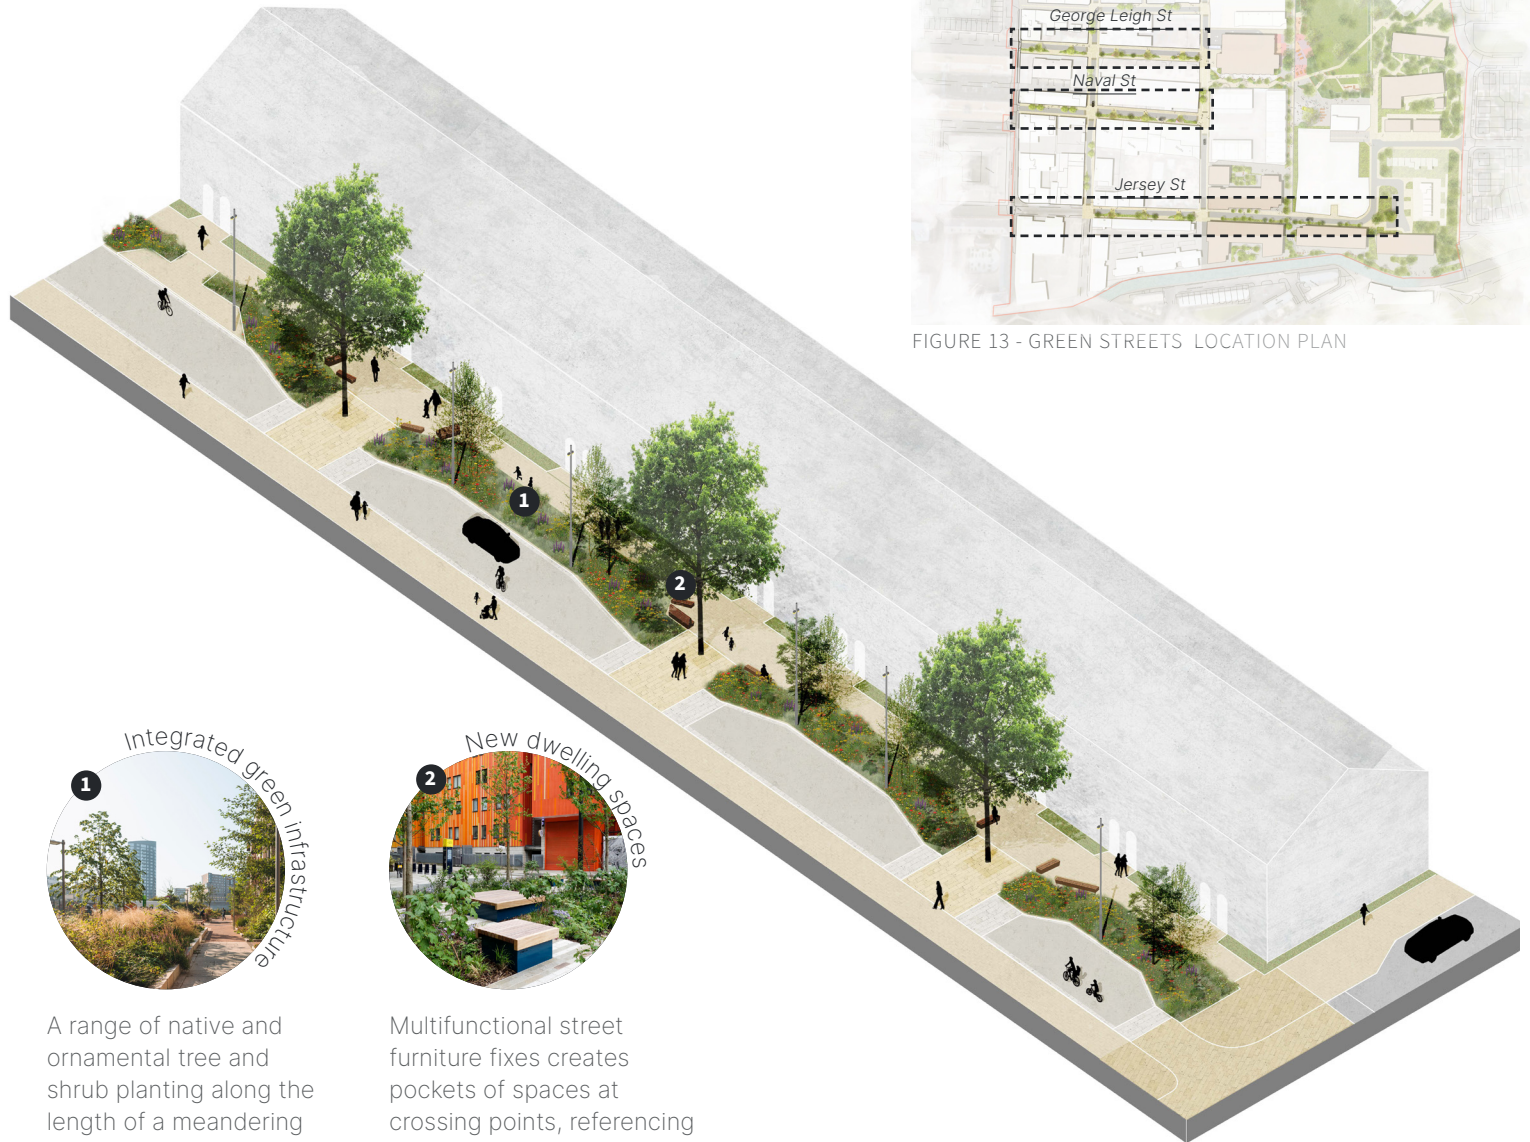 George Leigh St
Naval St
Jersey St
FIGURE 13 - GREEN STREETS LOCATION PLAN
1
2
1
Integrated green infrastructure
2
New dwelling spaces
A range of native and
ornamental tree and
shrub planting along the
length of a meandering
Multifunctional street
furniture fixes creates
pockets of spaces at
crossing points, referencing